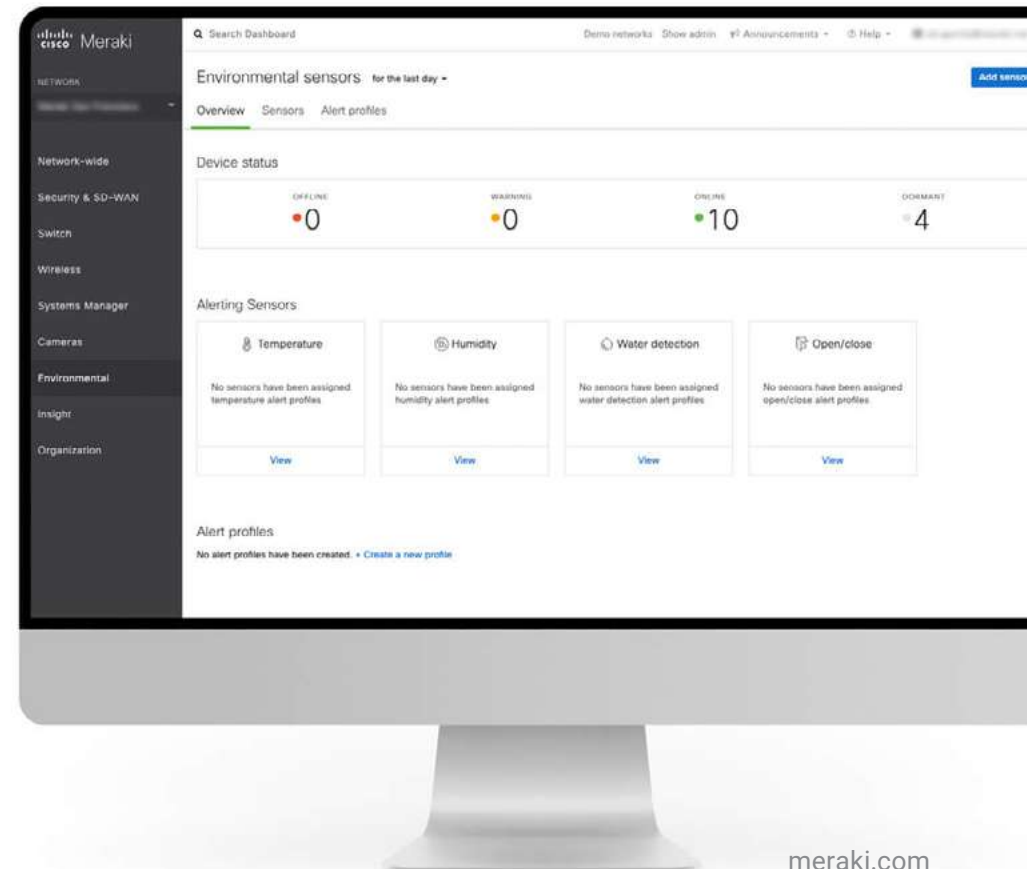 cisco Meraki
Search Dashboard
Demo networks Show admin Announcements Help
NETWORK
Environmental sensors for the last day
Add sensor
Overview Sensors Alert profiles
Network-wide
Security & SD-WAN
Switch
Wireless
Systems Manager
Cameras
Environmental
Insight
Organization
Device status
OFFLINE WARNING ONLINE DORMANT
0 0 10 4
Alerting Sensors
Temperature
No sensors have been assigned
temperature alert profiles
View
Humidity
No sensors have been assigned
humidity alert profiles
View
Water detection
No sensors have been assigned
water detection alert profiles
View
Open/close
No sensors have been assigned
open/close alert profiles
View
Alert profiles
No alert profiles have been created. + Create a new profile
meraki.com